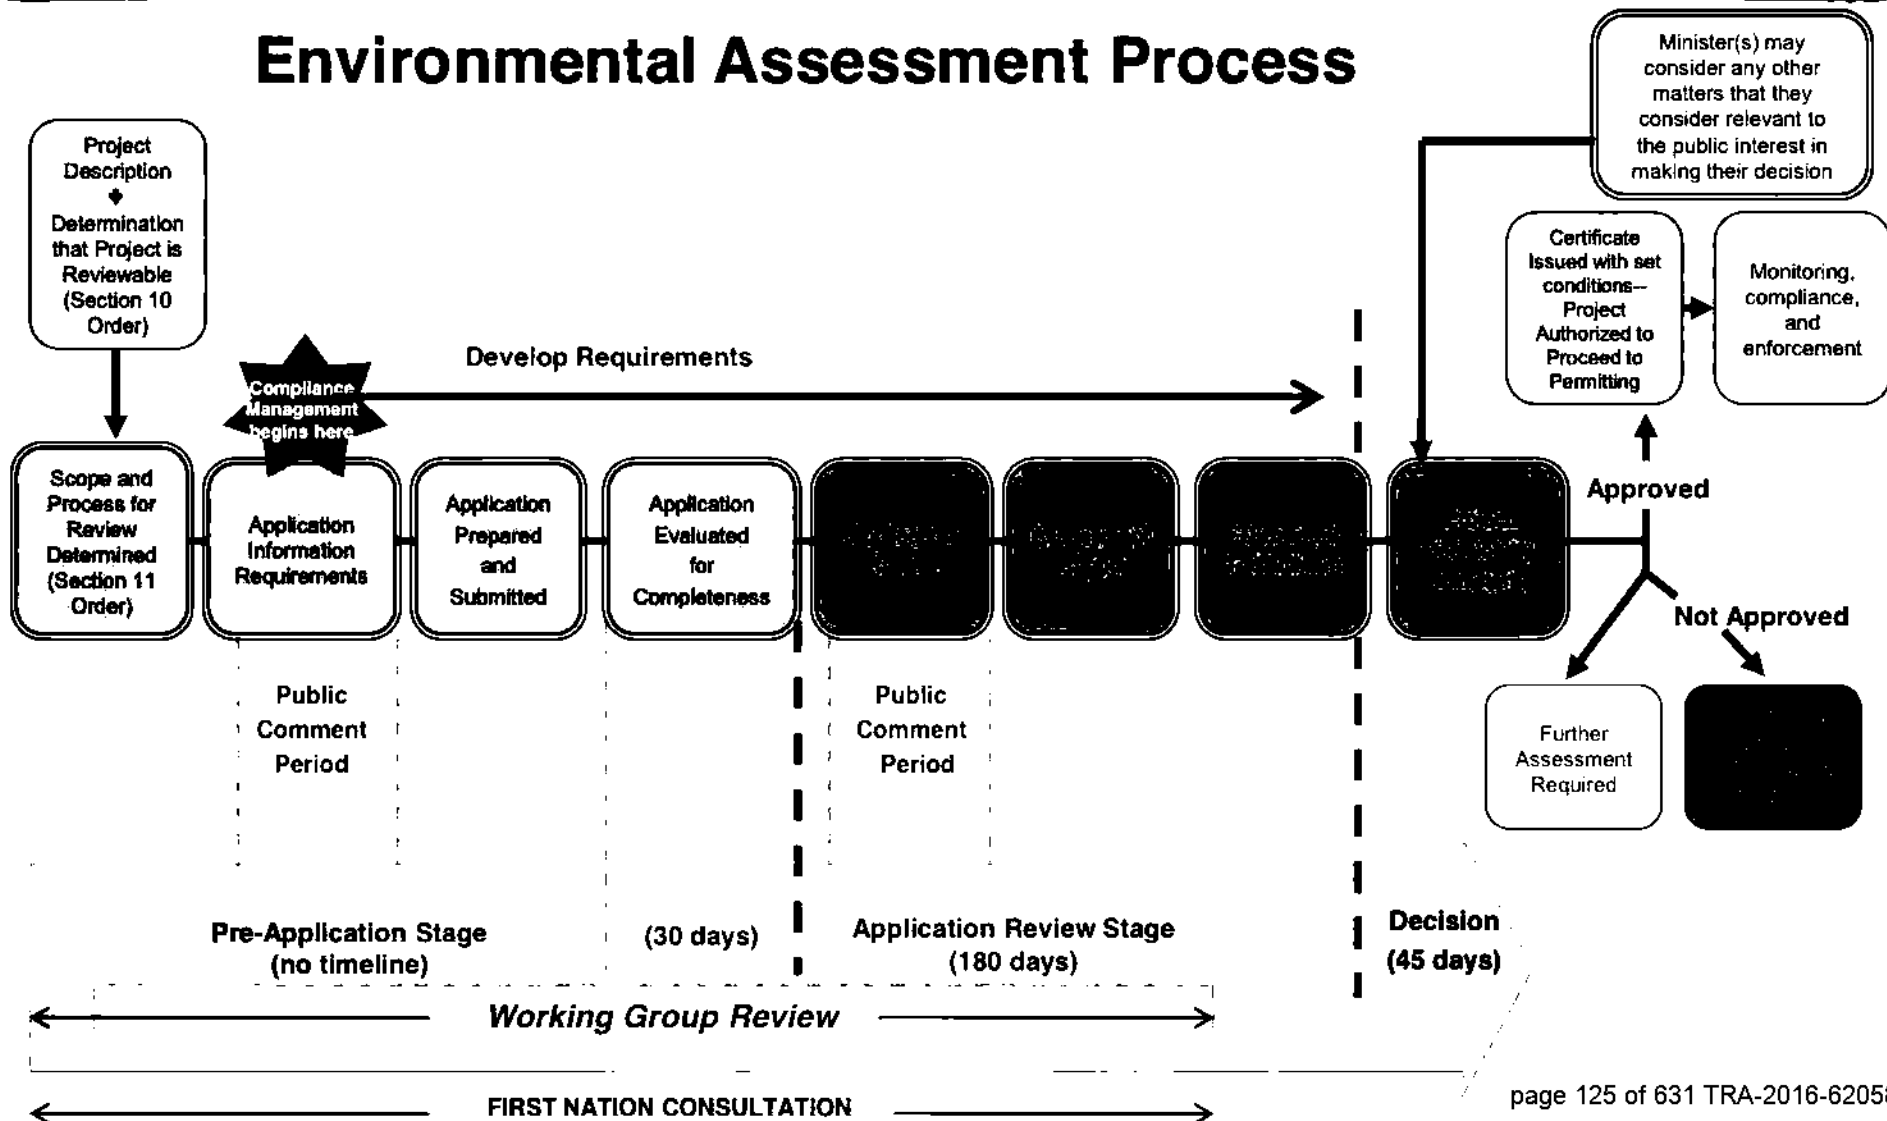 Environmental Assessment Process
Minister(s) may
consider any other
matters that they
consider relevant to
the public interest in
making their decision
Project
Description
Determination
that Project is
Reviewable
(Section 10
Order)
Certificate
Issued with set
conditions--
Project
Authorized to
Proceed to
Permitting
Monitoring,
compliance,
and
enforcement
Compliance
Management
begins here
Develop Requirements
Scope and
Process for
Review
Determined
(Section 11
Order)
Application
Information
Requirements
Application
Prepared
and
Submitted
Application
Evaluated
for
Completeness
Approved
Not Approved
Further
Assessment
Required
Public
Comment
Period
Public
Comment
Period
Pre-Application Stage
(no timeline)
(30 days)
Application Review Stage
(180 days)
Decision
(45 days)
Working Group Review
FIRST NATION CONSULTATION
page 125 of 631 TRA-2016-62058